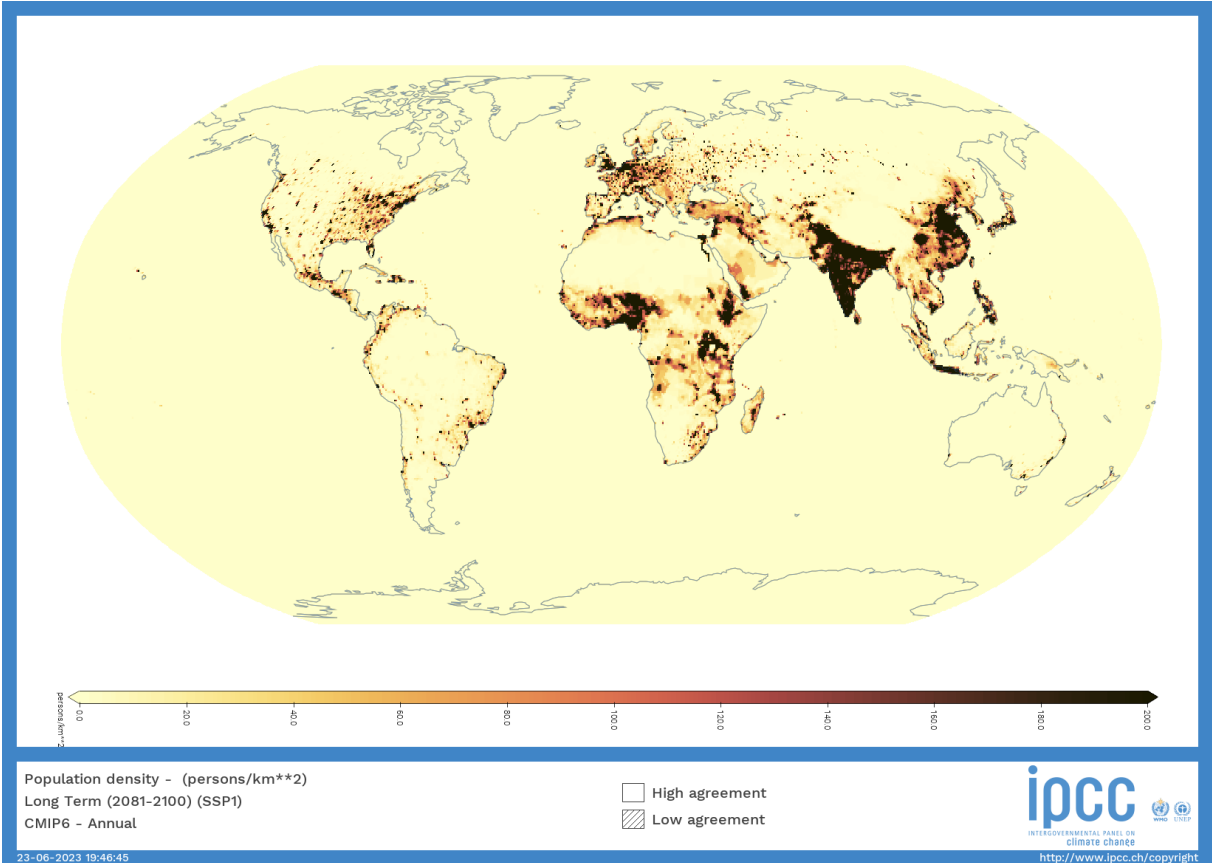 persons/km**2
0.0
20.0
40.0
60.0
80.0
100.0
120.0
140.0
160.0
180.0
200.0
Population density -  (persons/km**2)
Long Term (2081-2100) (SSP1)
CMIP6 - Annual
High agreement
Low agreement
ipcc
INTERGOVERNMENTAL PANEL ON
climate change
WMO
UNEP
23-06-2023 19:46:45
http://www.ipcc.ch/copyright